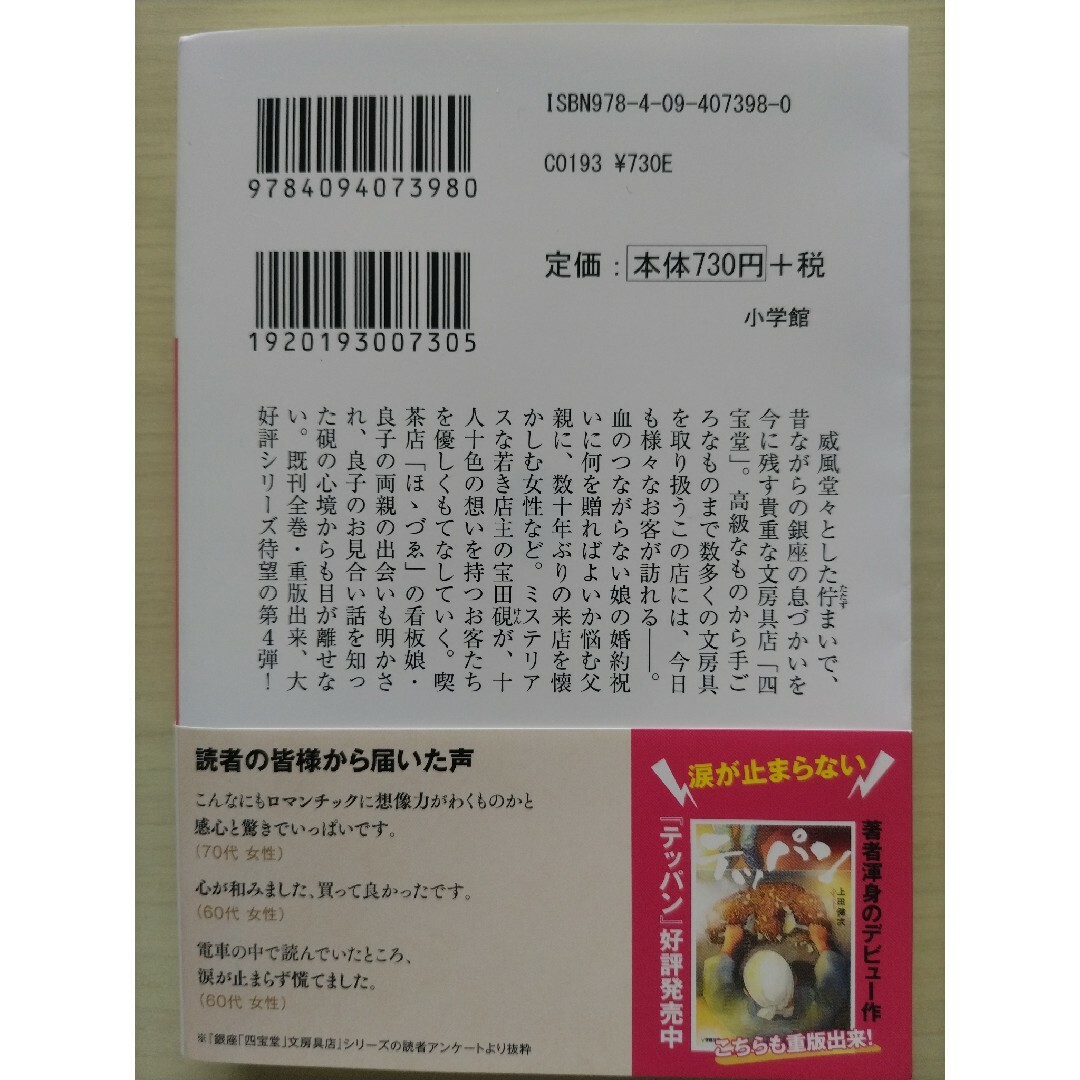 ISBN978-4-09-407398-0
C0193 ¥730E
9784094073980
定価：本体730円＋税
小学館
1920193007305
威風堂々とした佇まいで、
たたず
昔ながらの銀座の息づかいを
今に残す貴重な文房具店「四
宝堂」。高級なものから手ご
ろなものまで数多くの文房具
を取り扱うこの店には、今日
も様々なお客が訪れる――。
血のつながらない娘の婚約祝
いに何を贈ればよいか悩む父
親に、数十年ぶりの来店を懐
かしむ女性など。ミステリア
スな若き店主の宝田硯が、十
けん
人十色の想いを持つお客たち
を優しくもてなしていく。喫
茶店「ほゝづゑ」の看板娘・
良子の両親の出会いも明かさ
れ、良子のお見合い話を知っ
た硯の心境からも目が離せな
い。既刊全巻・重版出来、大
好評シリーズ待望の第4弾！
読者の皆様から届いた声
こんなにもロマンチックに想像力がわくものかと
感心と驚きでいっぱいです。
（70代 女性）
心が和みました、買って良かったです。
（60代 女性）
電車の中で読んでいたところ、
涙が止まらず慌てました。
（60代 女性）
※『銀座「四宝堂」文房具店』シリーズの読者アンケートより抜粋
涙が止まらない
著者渾身のデビュー作
テッパン
上田健次
『テッパン』好評発売中
こちらも重版出来！